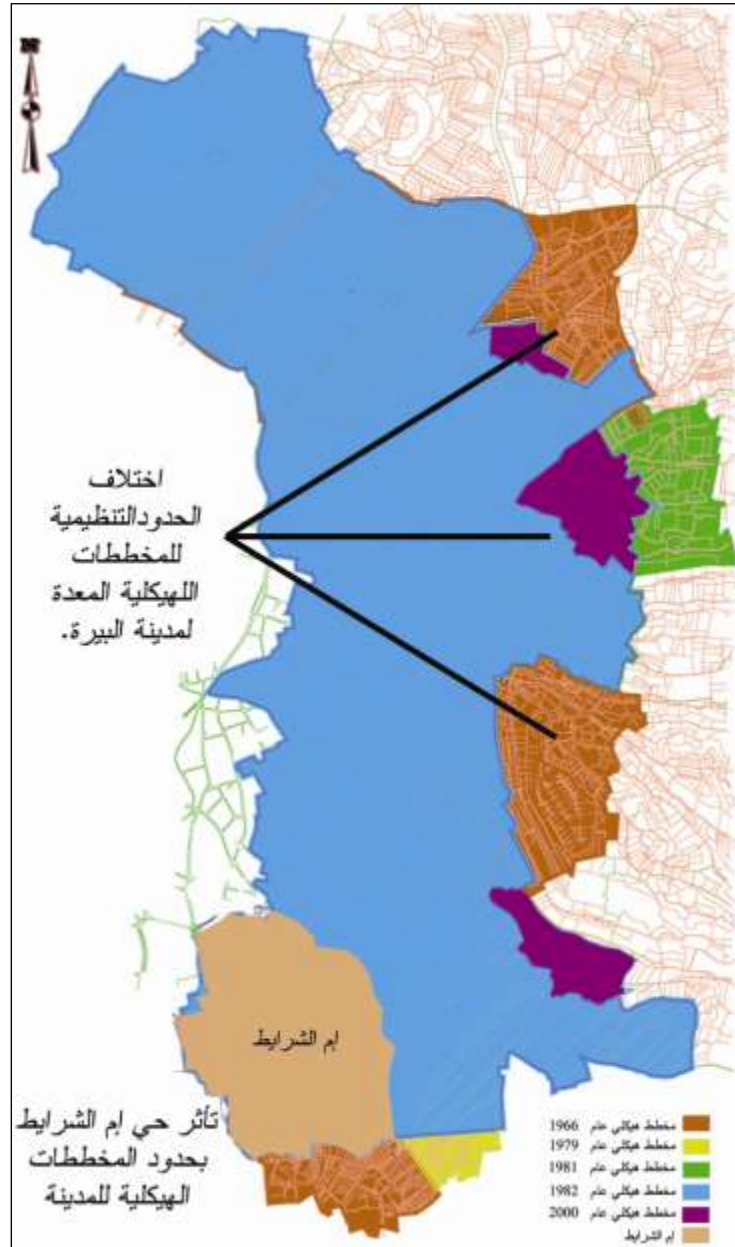 اختلاف
الحدودالتنظيمية
للمخططات
اللهيكلية المعدة
لمدينة البيرة.
إم الشرايط
تأثر حي إم الشرايط
بحدود المخططات
الهيكلية للمدينة
مخطط هيكلي عام 1966
مخطط هيكلي عام 1979
مخطط هيكلي عام 1981
مخطط هيكلي عام 1982
مخطط هيكلي عام 2000
إم الشرايط